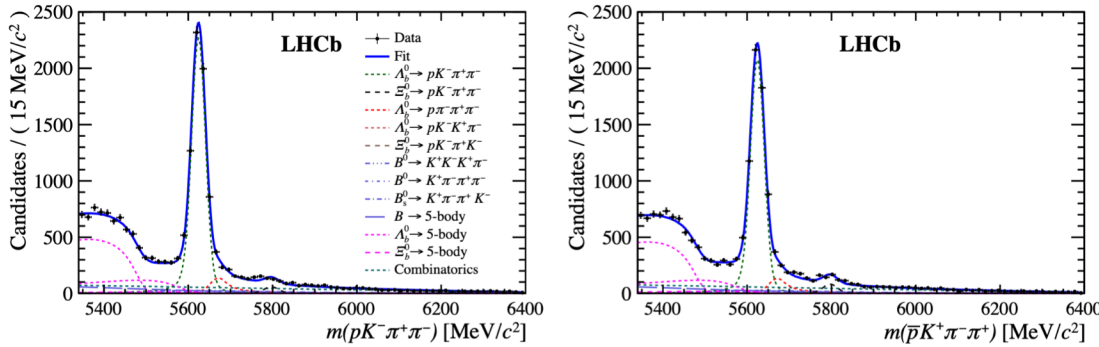 2500
2000
1500
1000
500
0
Candidates / ( 15 MeV/c²)
LHCb
Data
Fit
Λ⁰_b → pK⁻π⁺π⁻
Ξ⁰_b → pK⁻π⁺π⁻
Λ⁰_b → pπ⁻π⁺π⁻
Λ⁰_b → pK⁻K⁺π⁻
Ξ⁰_b → pK⁻π⁺K⁻
B⁰ → K⁺K⁻K⁺π⁻
B⁰ → K⁺π⁻π⁺π⁻
B⁰_s → K⁺π⁻π⁺K⁻
B → 5-body
Λ⁰_b → 5-body
Ξ⁰_b → 5-body
Combinatorics
5400 5600 5800 6000 6200 6400
m(pK⁻π⁺π⁻) [MeV/c²]
2500
2000
1500
1000
500
0
Candidates / ( 15 MeV/c²)
LHCb
5400 5600 5800 6000 6200 6400
m(p̅K⁺π⁻π⁺) [MeV/c²]